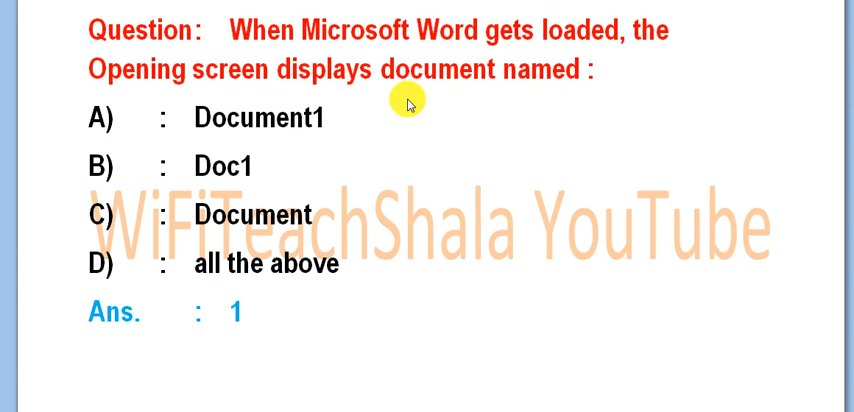 Question: When Microsoft Word gets loaded, the
Opening screen displays document named :
A) : Document1
B) : Doc1
C) : Document
D) : all the above
Ans. : 1
WiFiTeachShala YouTube